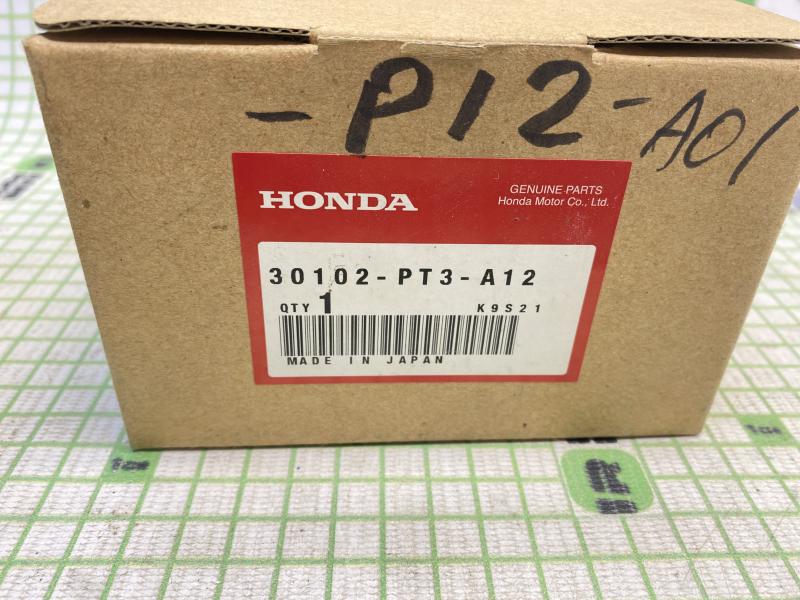 -P12-A01
HONDA
GENUINE PARTS
Honda Motor Co., Ltd.
30102-PT3-A12
QTY 1 K9S21
MADE IN JAPAN